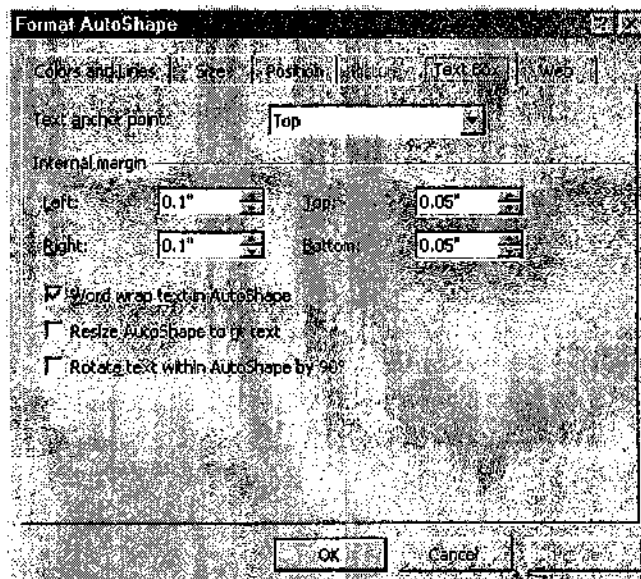 Format AutoShape
Colors and Lines Size Position Picture Text Box Web
Text anchor point: Top
Internal margin
Left: 0.1" Top: 0.05"
Right: 0.1" Bottom: 0.05"
Word wrap text in AutoShape
Resize AutoShape to fit text
Rotate text within AutoShape by 90°
OK Cancel